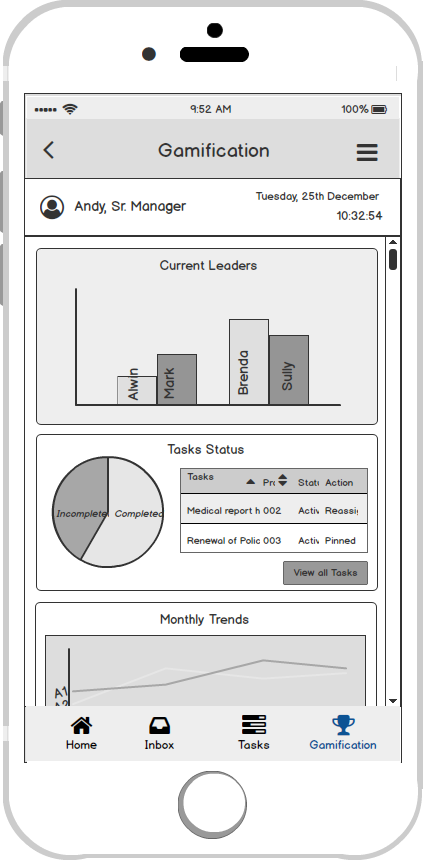 9:52 AM 100%
Gamification
Andy, Sr. Manager
Tuesday, 25th December
10:32:54
Current Leaders
Alwin Mark Brenda Sully
Tasks Status
Incomplete Completed
Tasks Pri Statu Action
Medical report h 002 Activ Reassi
Renewal of Polic 003 Activ Pinned
View all Tasks
Monthly Trends
A1
A2
Home Inbox Tasks Gamification